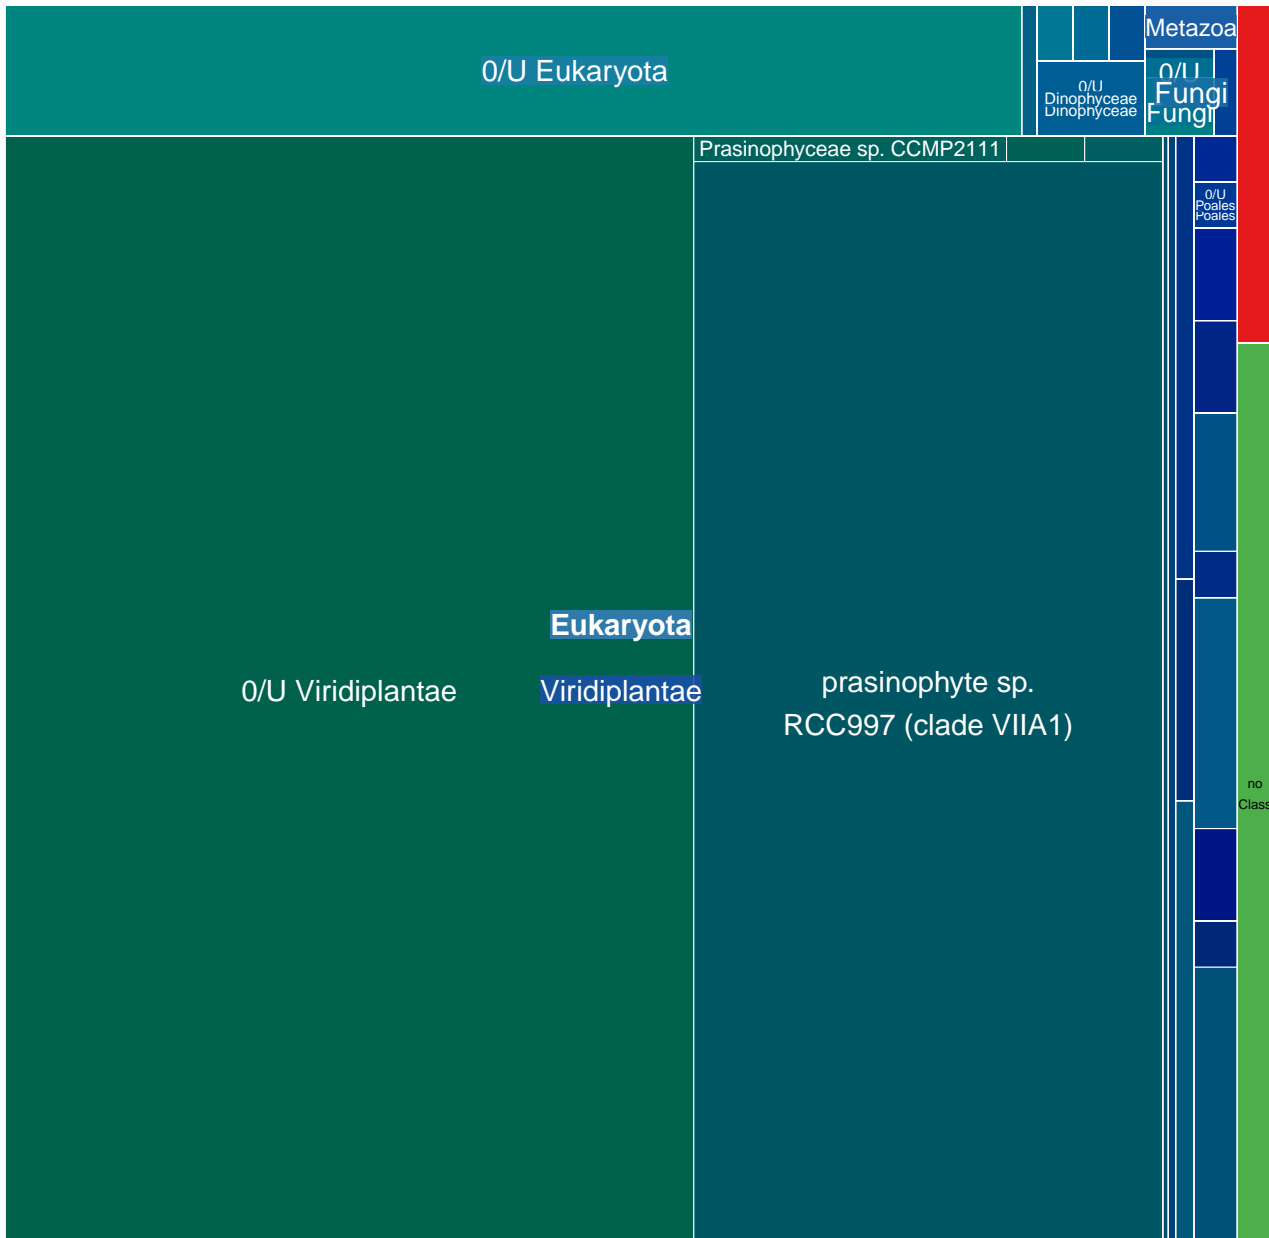 Metazoa
0/U Eukaryota
0/U
Fungi
Fungi
0/U
Dinophyceae
Dinophyceae
Prasinophyceae sp. CCMP2111
0/U
Poales
Poales
Eukaryota
0/U Viridiplantae
Viridiplantae
prasinophyte sp.
RCC997 (clade VIIA1)
no
Class